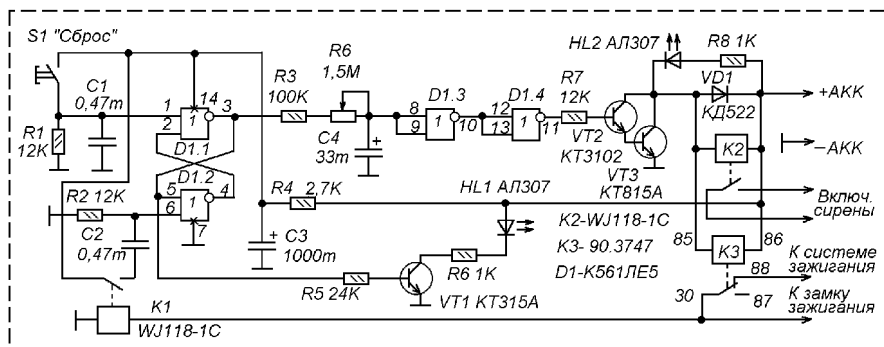 S1 "Сброс"
C1
0,47m
R1
12K
1
2
14
3
1
D1.1
D1.2
5
6
4
1
7
R2 12K
C2
0,47m
R3
100K
R6
1,5M
C4
33m
+
8
9
D1.3
1
10
12
13
D1.4
1
11
R7
12K
VT2
КТ3102
VT3
КТ815А
HL2 АЛ307
R8 1K
VD1
КД522
+АКК
–АКК
K2
Включ.
сирены
R4
2,7K
C3
1000m
+
HL1 АЛ307
R6 1K
R5 24K
VT1 КТ315А
K2-WJ118-1C
K3- 90.3747
D1-К561ЛЕ5
85
86
K3
88
30
87
К системе
зажигания
К замку
зажигания
K1
WJ118-1C